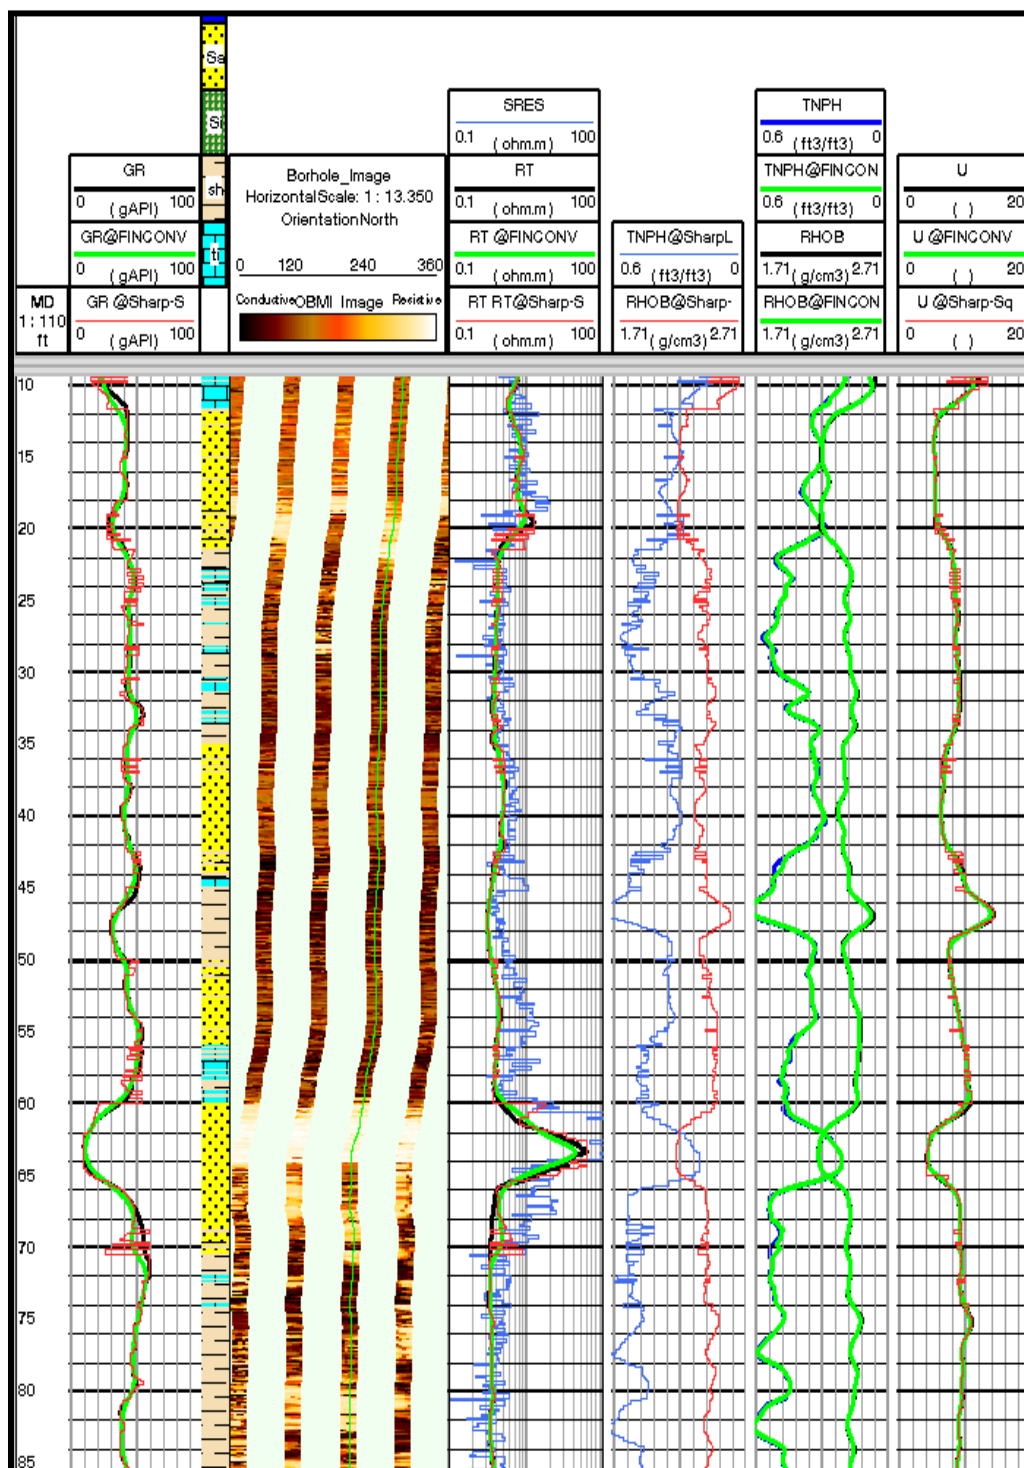 Sa
Si
sh
ti
MD
1 : 110
ft
GR
0 (gAPI) 100
GR@FINCONV
0 (gAPI) 100
GR @Sharp-S
0 (gAPI) 100
Borhole_Image
HorizontalScale: 1 : 13.350
OrientationNorth
0 120 240 360
Conductive OBMI Image Resistive
SRES
0.1 (ohm.m) 100
RT
0.1 (ohm.m) 100
RT @FINCONV
0.1 (ohm.m) 100
RT RT@Sharp-S
0.1 (ohm.m) 100
TNPH@SharpL
0.6 (ft3/ft3) 0
RHOB@Sharp-
1.71 (g/cm3) 2.71
TNPH
0.6 (ft3/ft3) 0
TNPH@FINCON
0.6 (ft3/ft3) 0
RHOB
1.71 (g/cm3) 2.71
RHOB@FINCON
1.71 (g/cm3) 2.71
U
0 ( ) 20
U @FINCONV
0 ( ) 20
U @Sharp-Sq
0 ( ) 20
10
15
20
25
30
35
40
45
50
55
60
65
70
75
80
85